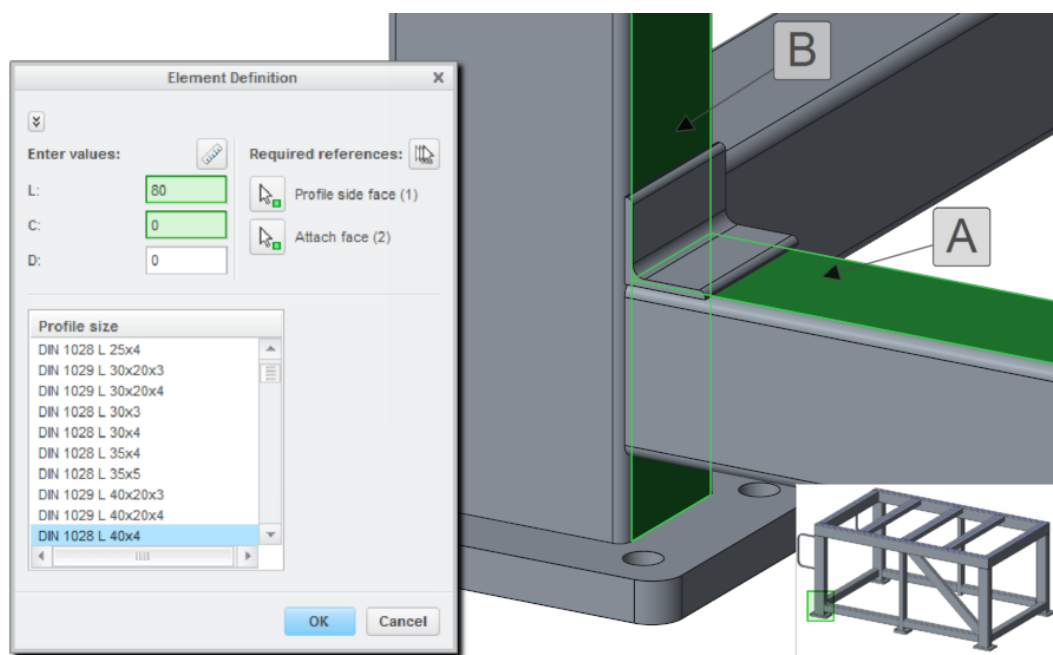 Element Definition
Enter values:
Required references:
L:
80
Profile side face (1)
C:
0
Attach face (2)
D:
0
Profile size
DIN 1028 L 25x4
DIN 1029 L 30x20x3
DIN 1029 L 30x20x4
DIN 1028 L 30x3
DIN 1028 L 30x4
DIN 1028 L 35x4
DIN 1028 L 35x5
DIN 1029 L 40x20x3
DIN 1029 L 40x20x4
DIN 1028 L 40x4
OK
Cancel
B
A